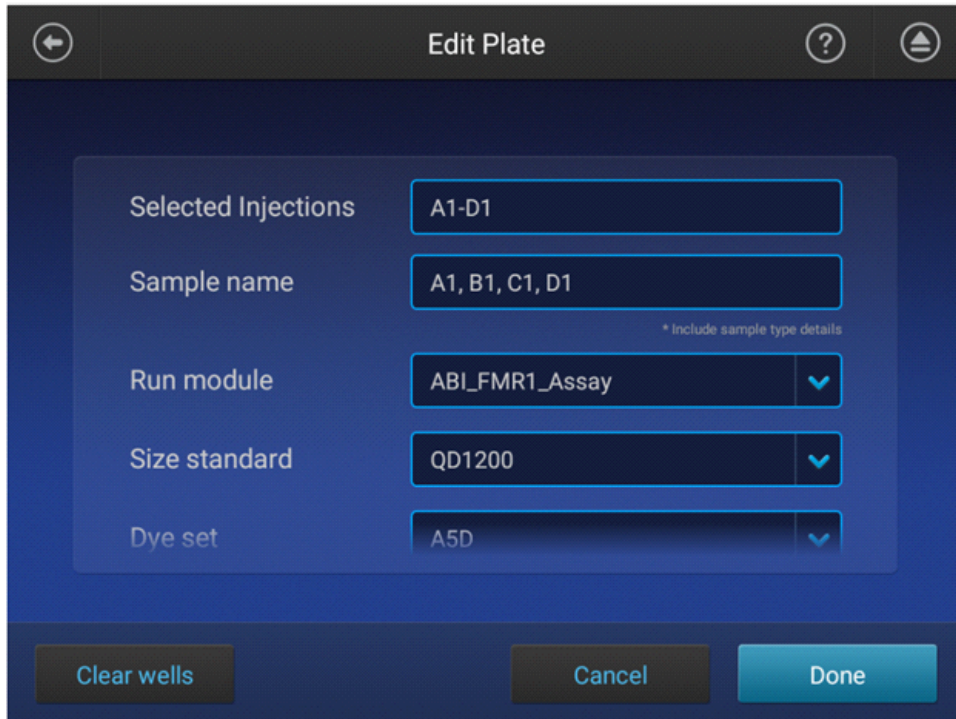 Edit Plate
?
Selected Injections A1-D1
Sample name A1, B1, C1, D1
* Include sample type details
Run module ABI_FMR1_Assay
Size standard QD1200
Dye set A5D
Clear wells Cancel Done